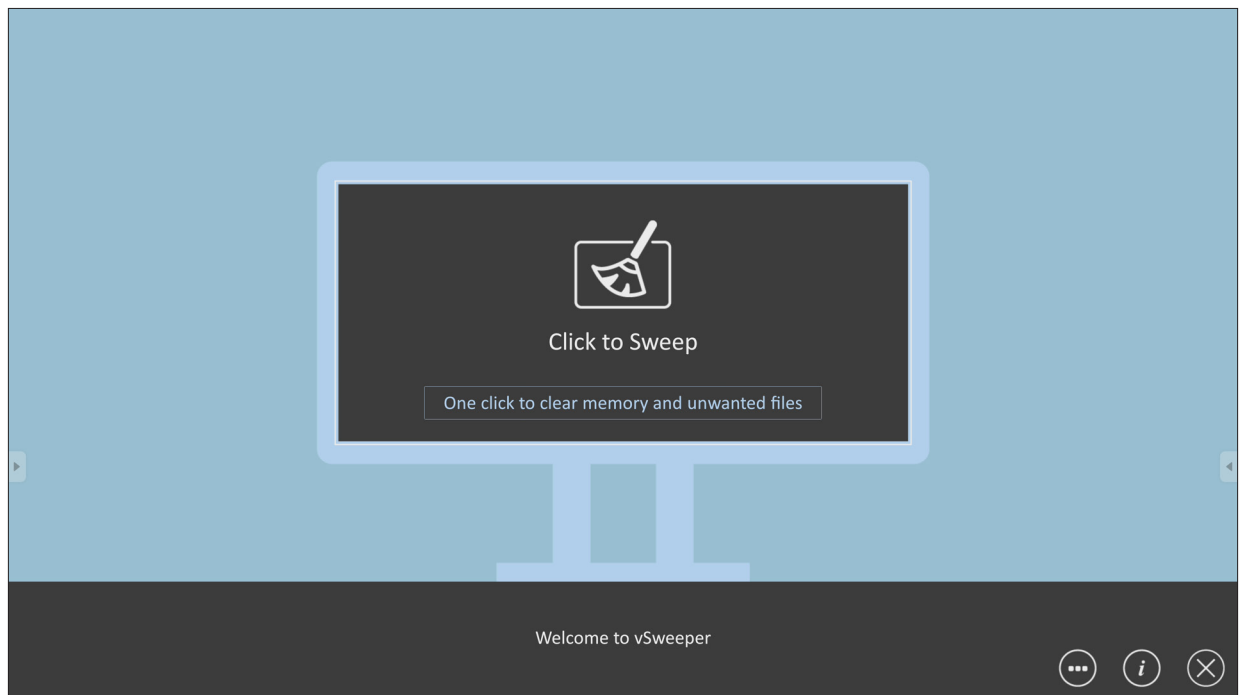 Click to Sweep
One click to clear memory and unwanted files
Welcome to vSweeper
i